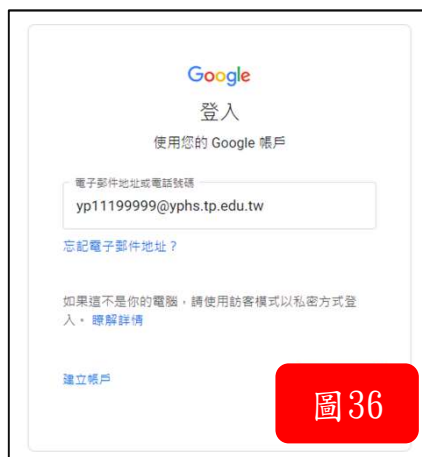 Google
登入
使用您的 Google 帳戶
電子郵件地址或電話號碼
yp11199999@yphs.tp.edu.tw
忘記電子郵件地址？
如果這不是你的電腦，請使用訪客模式以私密方式登
入。 瞭解詳情
建立帳戶
圖36